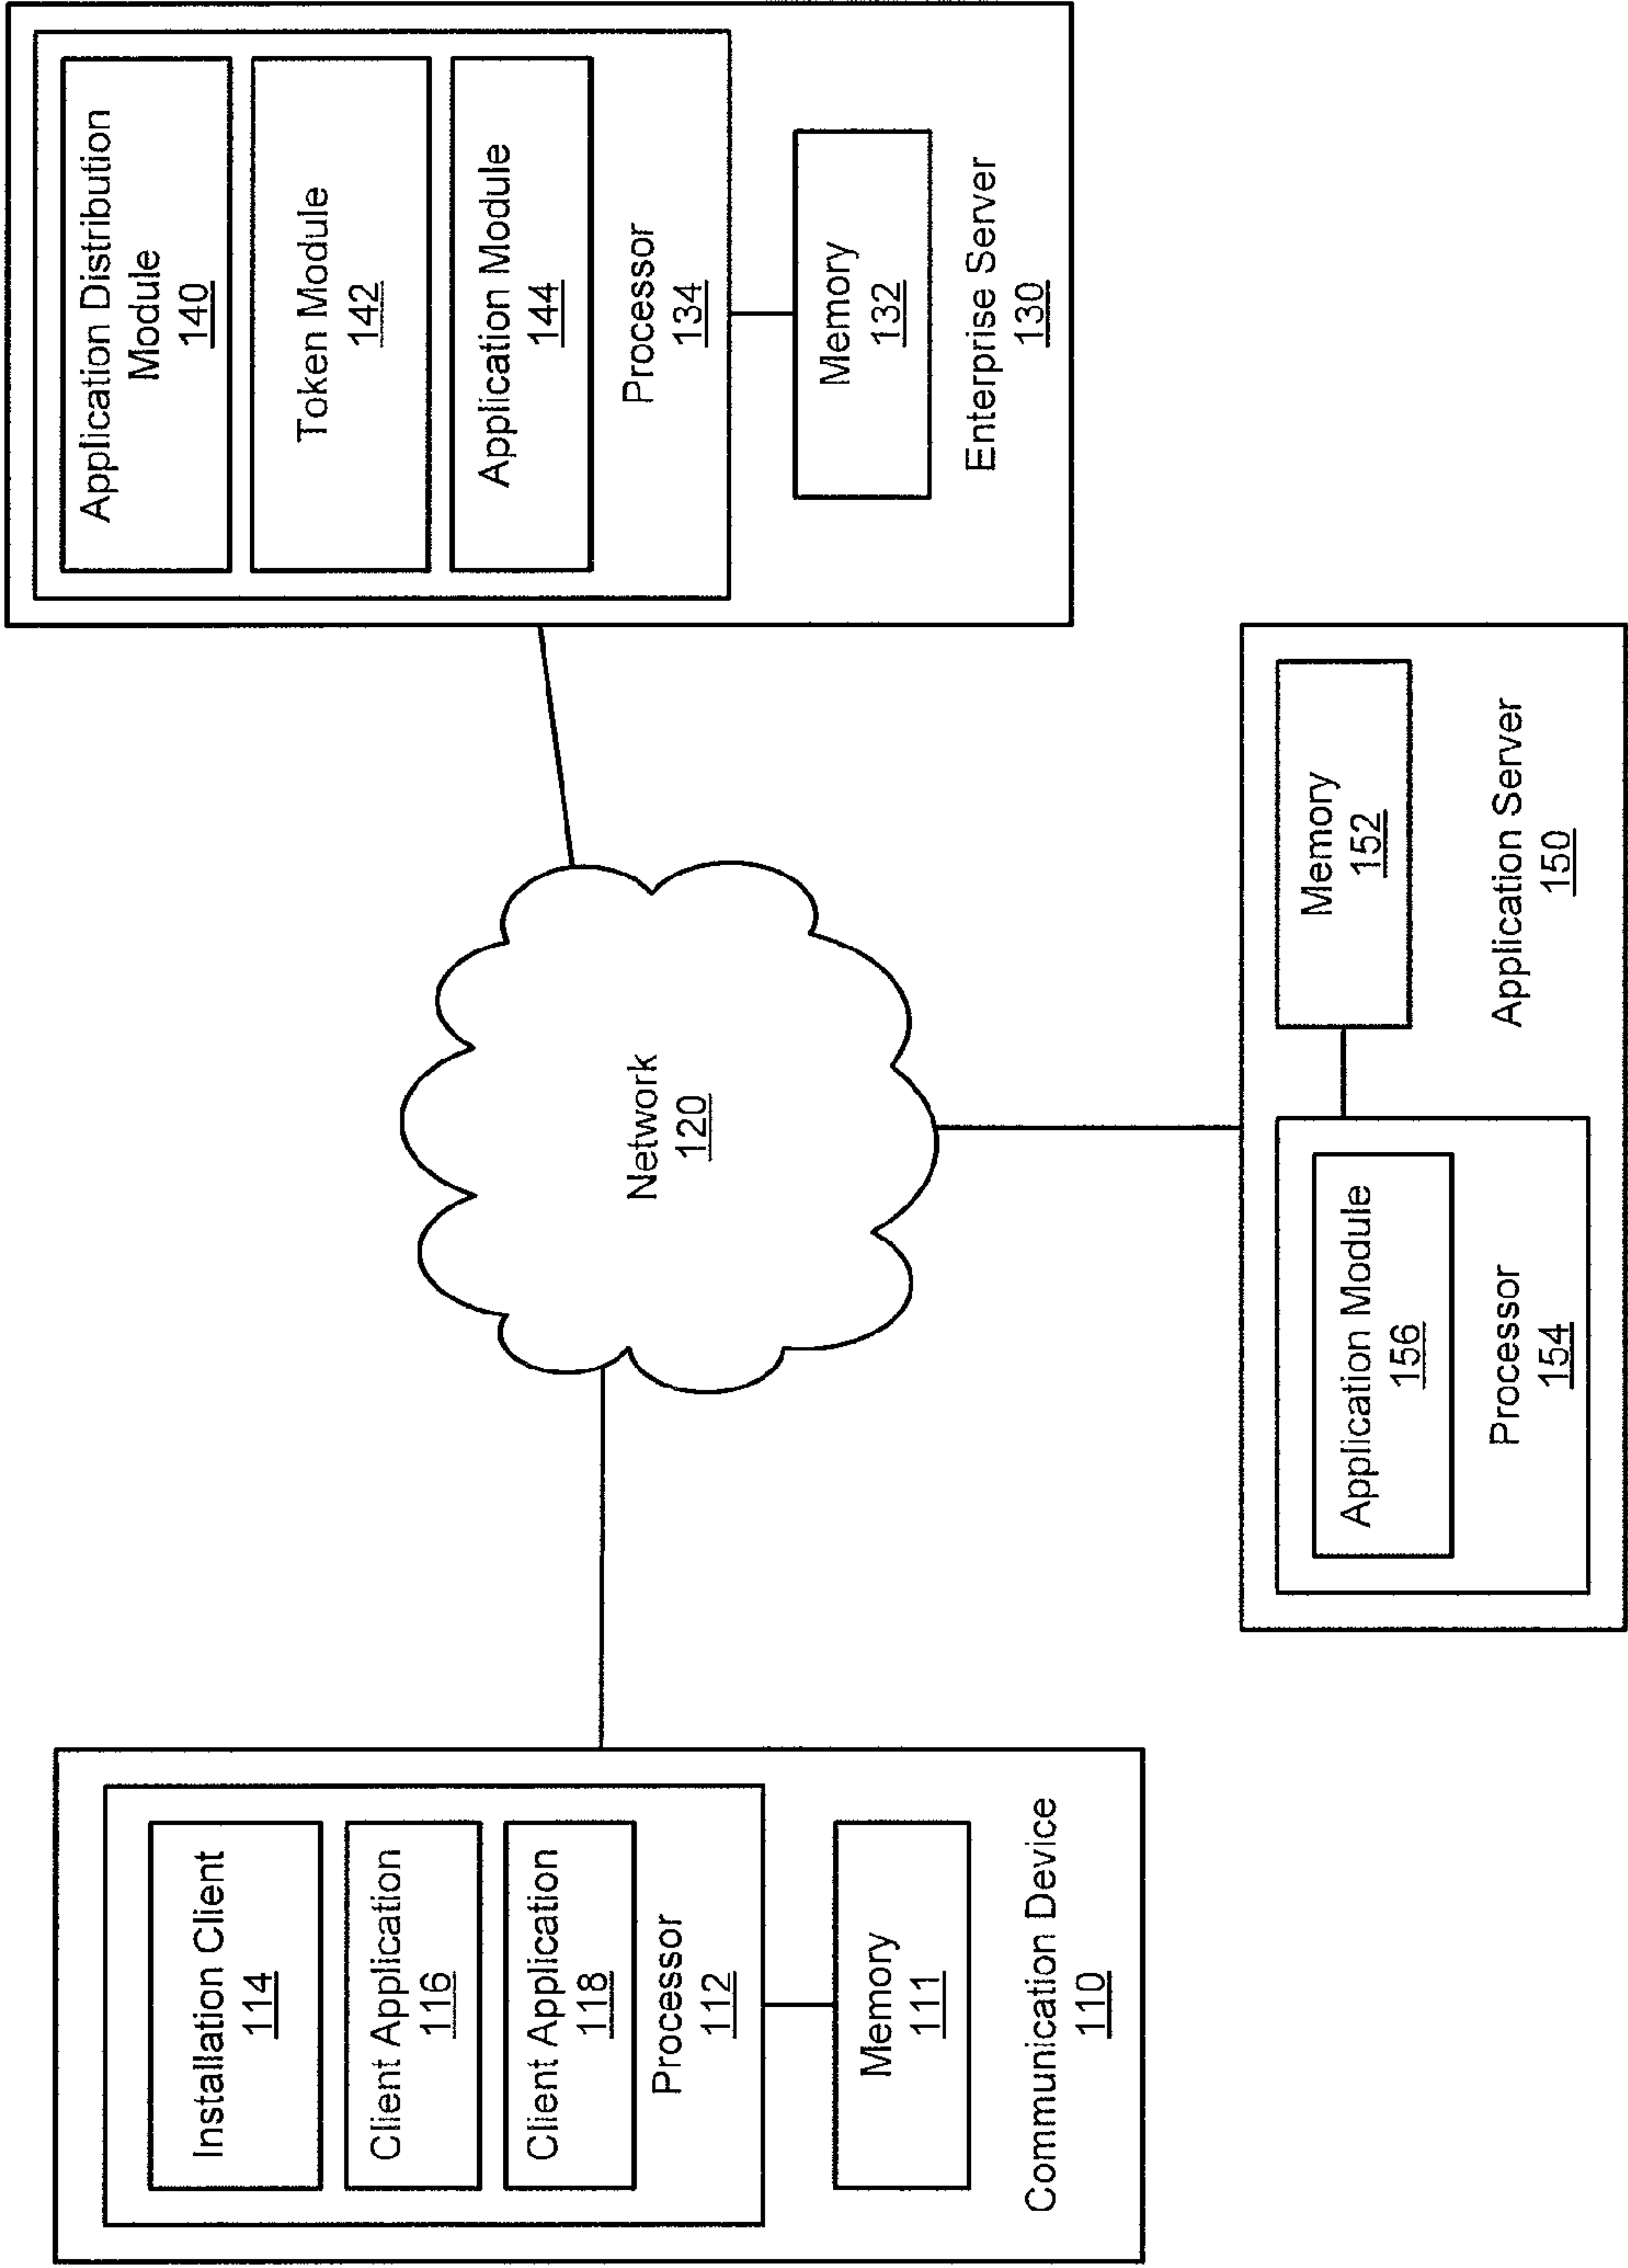 Installation Client
114
Client Application
116
Client Application
118
Processor
112
Memory
111
Communication Device
110
Network
120
Application Distribution
Module
140
Token Module
142
Application Module
144
Processor
134
Memory
132
Enterprise Server
130
Application Module
156
Processor
154
Memory
152
Application Server
150